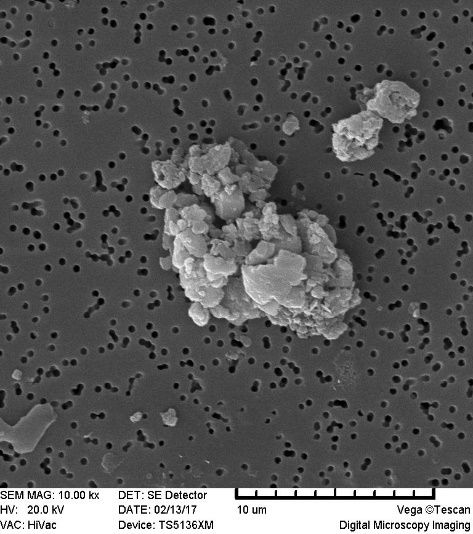 SEM MAG: 10.00 kx DET: SE Detector
HV: 20.0 kV DATE: 02/13/17 10 um Vega ©Tescan
VAC: HiVac Device: TS5136XM Digital Microscopy Imaging